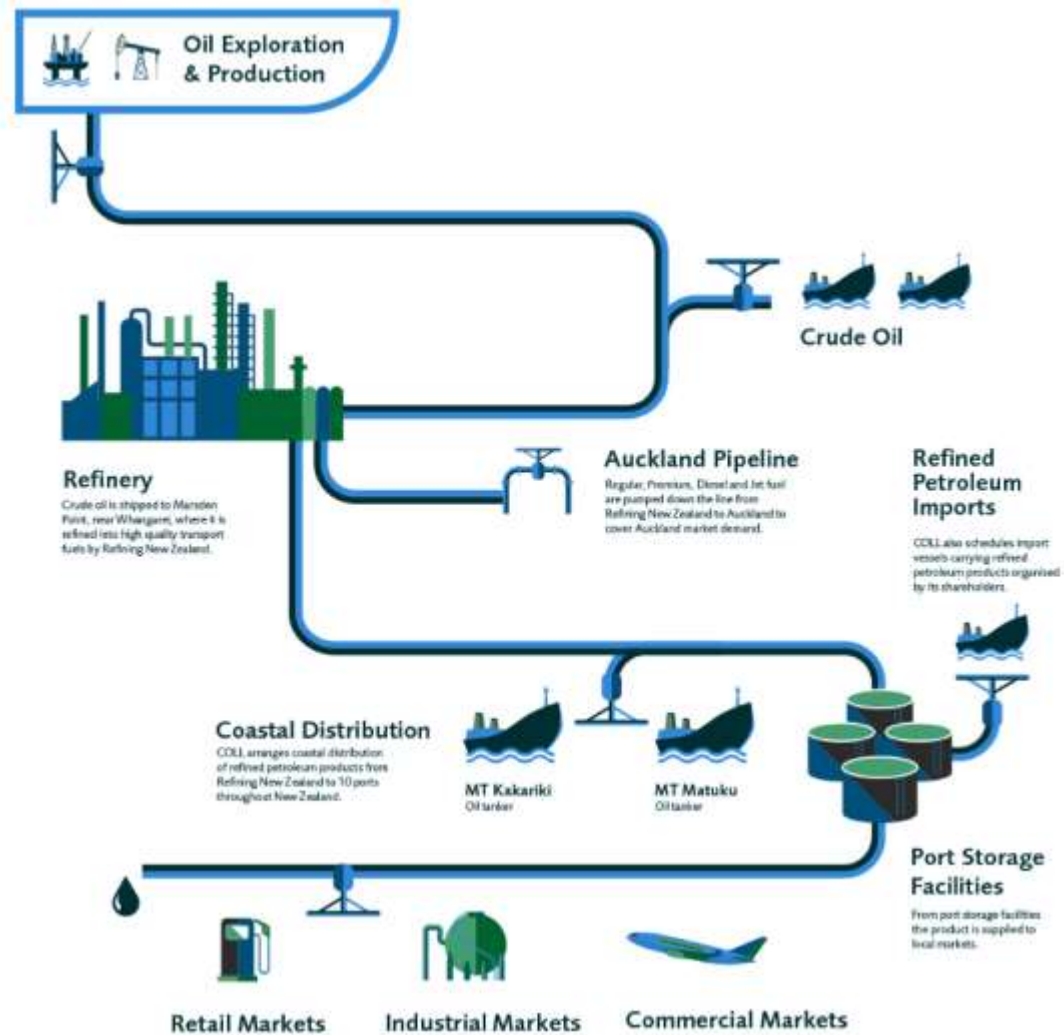 Oil Exploration
& Production
Crude Oil
Refinery
Crude oil is shipped to Marsden
Point, near Whangarei, where it is
refined into high quality transport
fuels by Refining New Zealand.
Auckland Pipeline
Regular, Premium, Diesel and Jet fuel
are pumped down the line from
Refining New Zealand to Auckland to
cover Auckland market demand.
Refined
Petroleum
Imports
COLL also schedules import
vessels carrying refined
petroleum products organised
by its shareholders.
Coastal Distribution
COLL arranges coastal distribution
of refined petroleum products from
Refining New Zealand to 10 ports
throughout New Zealand.
MT Kakariki
Oil tanker
MT Matuku
Oil tanker
Port Storage
Facilities
From port storage facilities
the product is supplied to
local markets.
Retail Markets
Industrial Markets
Commercial Markets